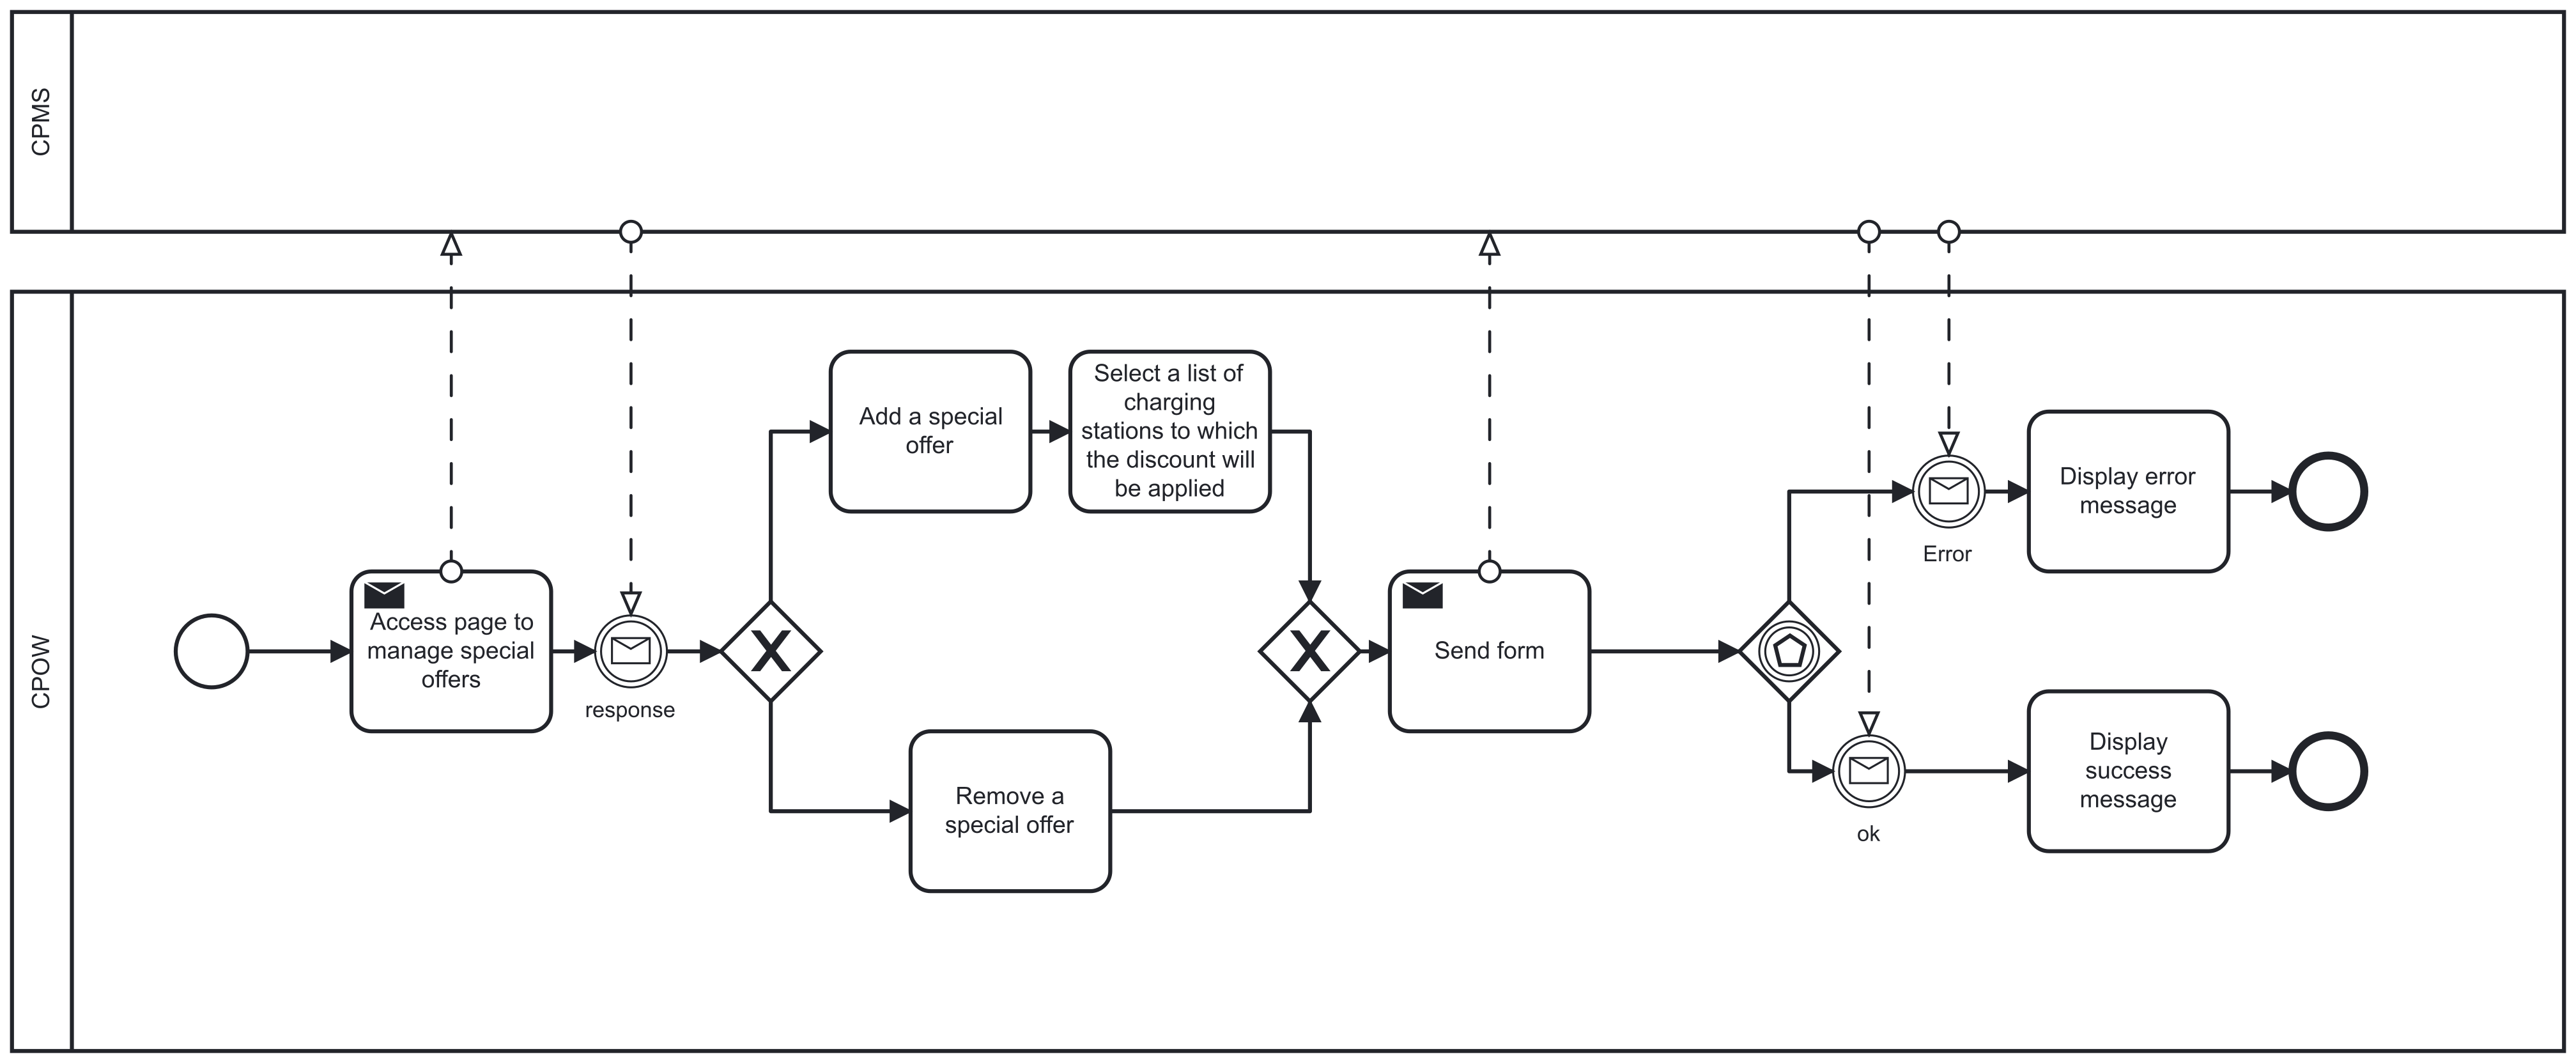 CPMS
CPOW
Access page to
manage special
offers
response
Add a special
offer
Select a list of
charging
stations to which
the discount will
be applied
Remove a
special offer
Send form
Error
Display error
message
ok
Display
success
message